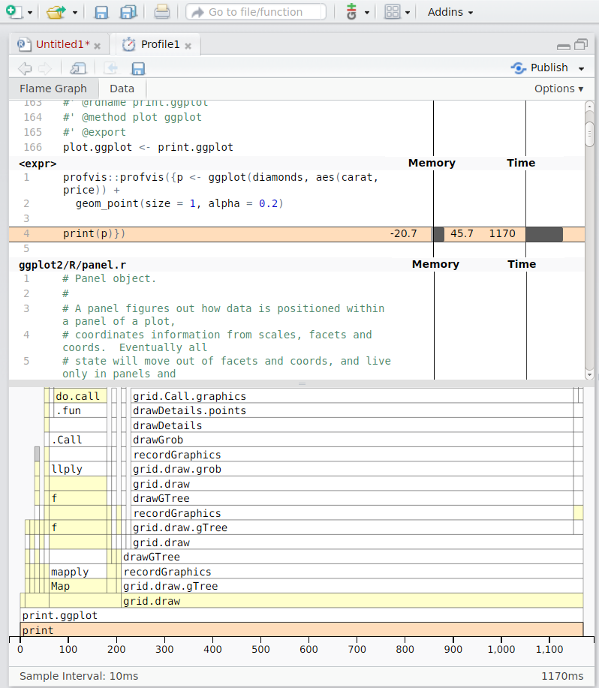 Go to file/function
Addins
Untitled1*
Profile1
Publish
Flame Graph
Data
Options
163 #' @rdname print.ggplot
164 #' @method plot ggplot
165 #' @export
166 plot.ggplot <- print.ggplot
<expr> Memory Time
1 profvis::profvis({p <- ggplot(diamonds, aes(carat,
price)) +
2 geom_point(size = 1, alpha = 0.2)
3
4 print(p)}) -20.7 45.7 1170
5
ggplot2/R/panel.r Memory Time
1 # Panel object.
2 #
3 # A panel figures out how data is positioned within
a panel of a plot,
4 # coordinates information from scales, facets and
coords.  Eventually all
5 # state will move out of facets and coords, and live
only in panels and
do.call grid.Call.graphics
.fun drawDetails.points
drawDetails
.Call drawGrob
recordGraphics
llply grid.draw.grob
grid.draw
f drawGTree
recordGraphics
f grid.draw.gTree
grid.draw
drawGTree
mapply recordGraphics
Map grid.draw.gTree
grid.draw
print.ggplot
print
0 100 200 300 400 500 600 700 800 900 1,000 1,100
Sample Interval: 10ms 1170ms